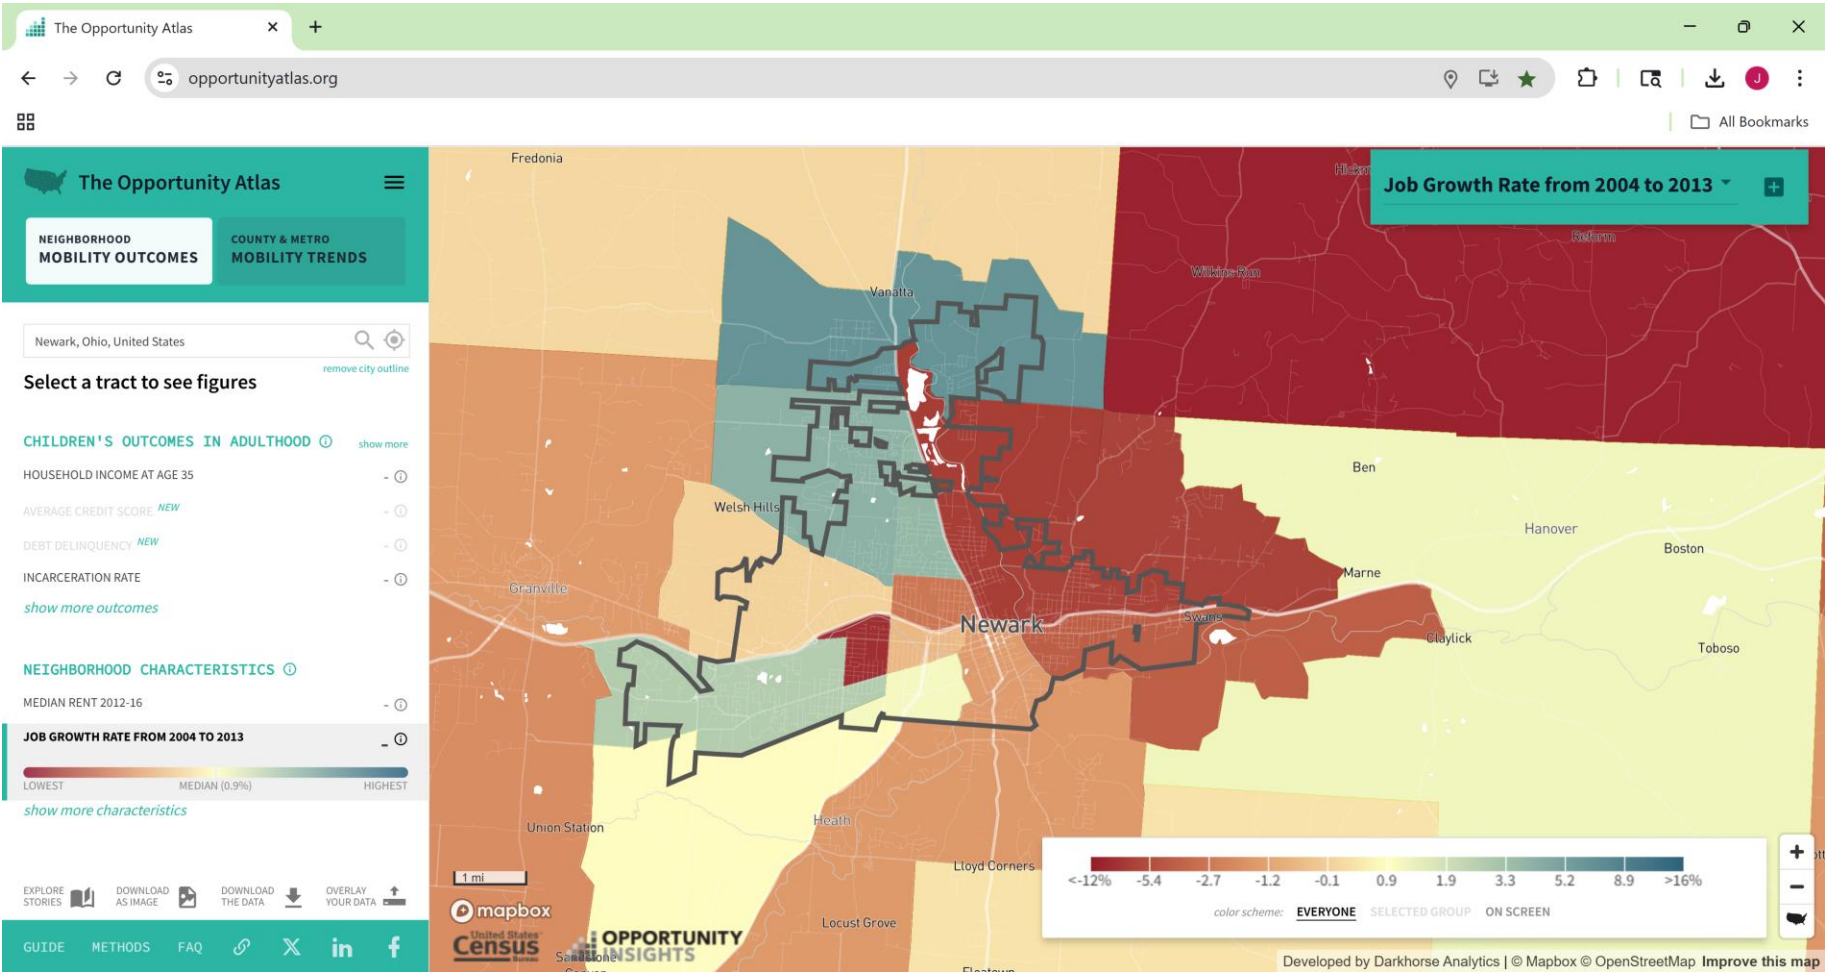 The Opportunity Atlas
opportunityatlas.org
All Bookmarks
The Opportunity Atlas
NEIGHBORHOOD
MOBILITY OUTCOMES
COUNTY & METRO
MOBILITY TRENDS
Newark, Ohio, United States
remove city outline
Select a tract to see figures
CHILDREN'S OUTCOMES IN ADULTHOOD
show more
HOUSEHOLD INCOME AT AGE 35 -
AVERAGE CREDIT SCORE NEW -
DEBT DELINQUENCY NEW -
INCARCERATION RATE -
show more outcomes
NEIGHBORHOOD CHARACTERISTICS
MEDIAN RENT 2012-16 -
JOB GROWTH RATE FROM 2004 TO 2013 -
LOWEST MEDIAN (0.9%) HIGHEST
show more characteristics
EXPLORE STORIES
DOWNLOAD AS IMAGE
DOWNLOAD THE DATA
OVERLAY YOUR DATA
GUIDE METHODS FAQ
Job Growth Rate from 2004 to 2013
Fredonia
Reform
Wilkins Run
Vanatta
Ben
Welsh Hills
Hanover
Boston
Marne
Granville
Newark
Swans
Claylick
Toboso
Union Station
Heath
Lloyd Corners
Locust Grove
1 mi
mapbox
United States
Census
Bureau
OPPORTUNITY
INSIGHTS
<-12% -5.4 -2.7 -1.2 -0.1 0.9 1.9 3.3 5.2 8.9 >16%
color scheme: EVERYONE SELECTED GROUP ON SCREEN
Developed by Darkhorse Analytics | © Mapbox © OpenStreetMap Improve this map